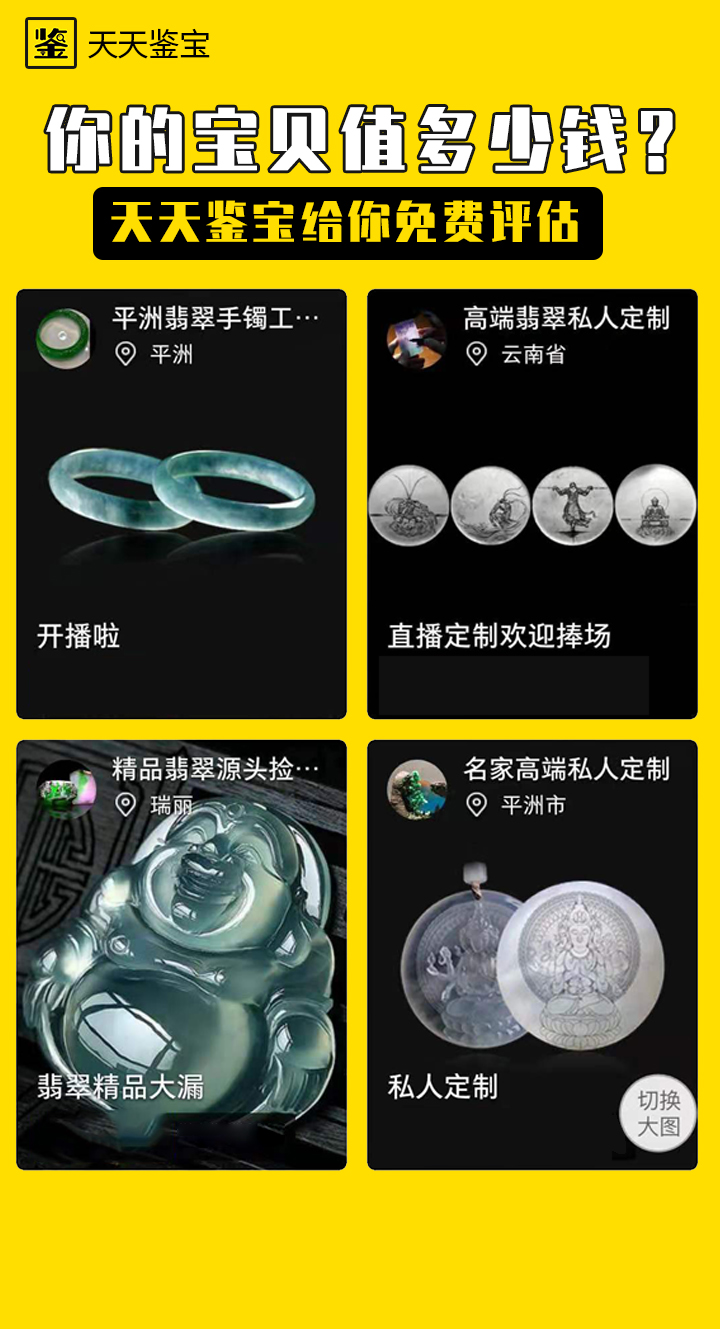 鉴 天天鉴宝
你的宝贝值多少钱?
天天鉴宝给你免费评估
平洲翡翠手镯工…
平洲
开播啦
高端翡翠私人定制
云南省
直播定制欢迎捧场
精品翡翠源头捡…
瑞丽
翡翠精品大漏
名家高端私人定制
平洲市
私人定制
切换
大图